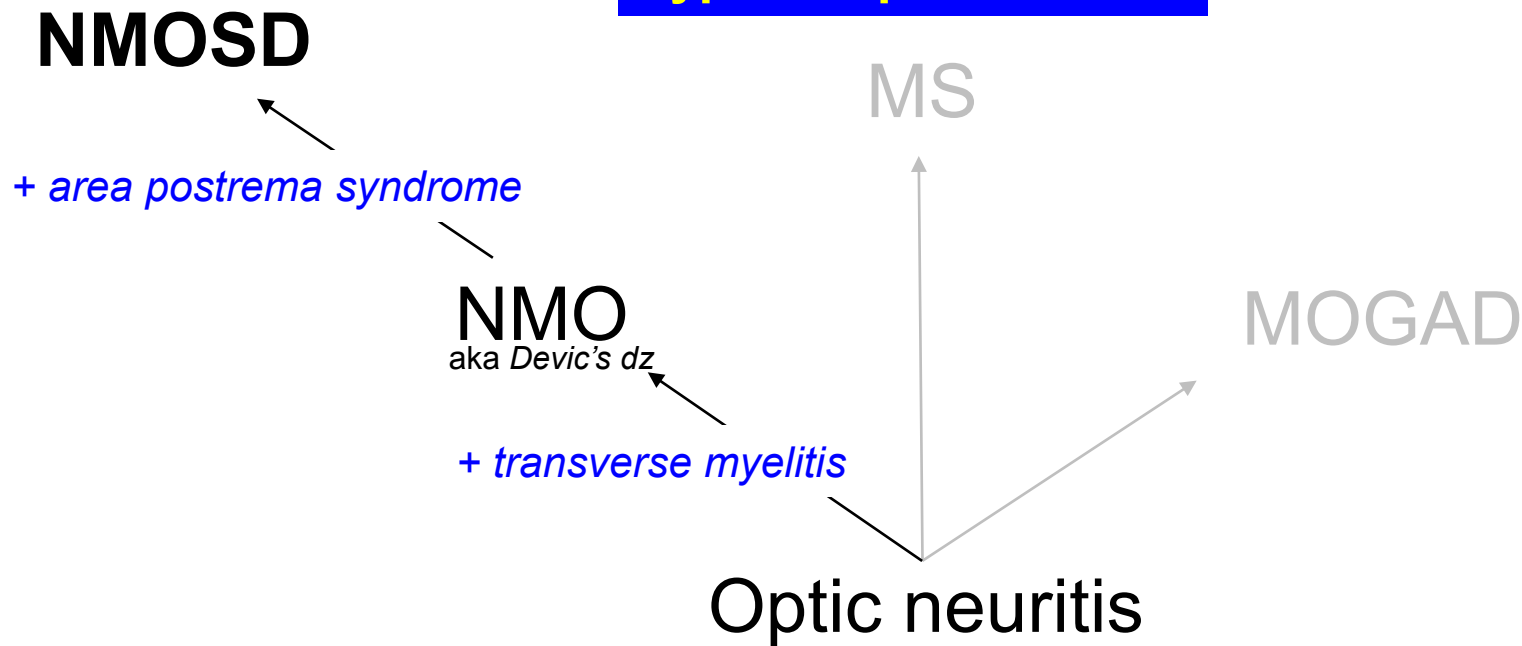 NMOSD
MS
+ area postrema syndrome
NMO
aka Devic's dz
MOGAD
+ transverse myelitis
Optic neuritis